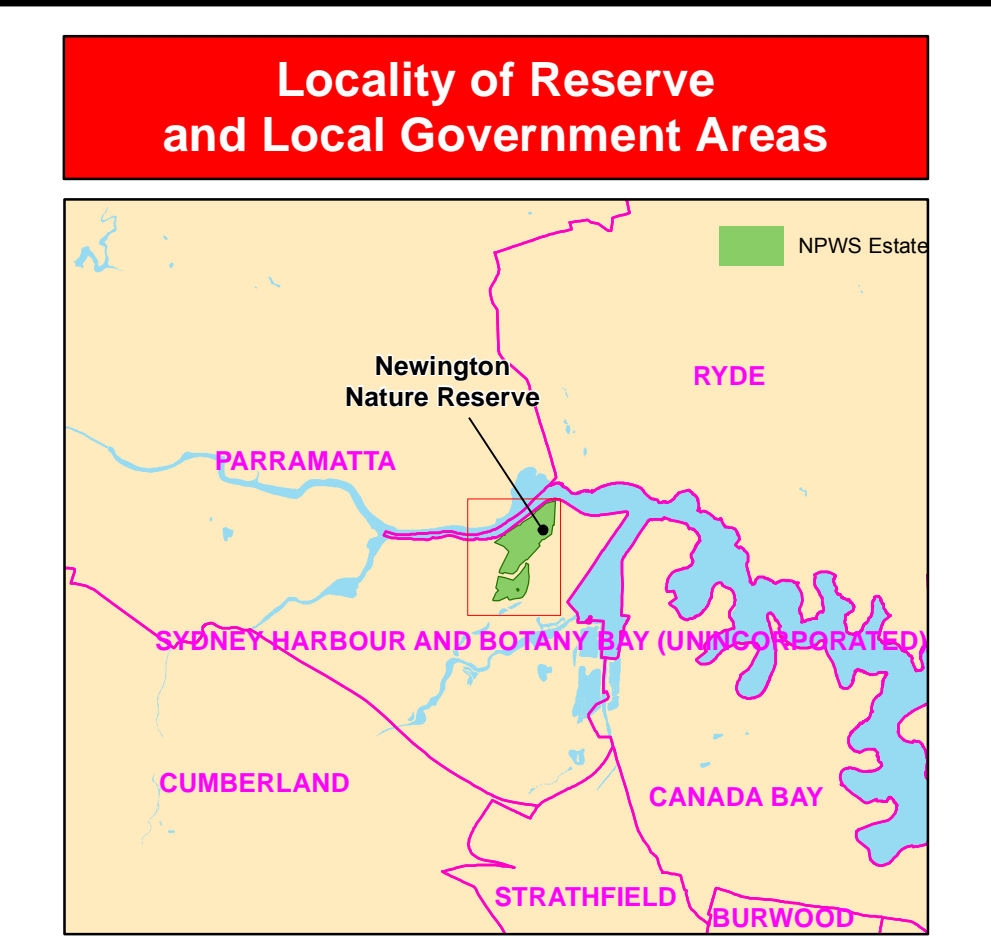 Locality of Reserve
and Local Government Areas
NPWS Estate
Newington
Nature Reserve
RYDE
PARRAMATTA
SYDNEY HARBOUR AND BOTANY BAY (UNINCORPORATED)
CUMBERLAND
CANADA BAY
STRATHFIELD
BURWOOD